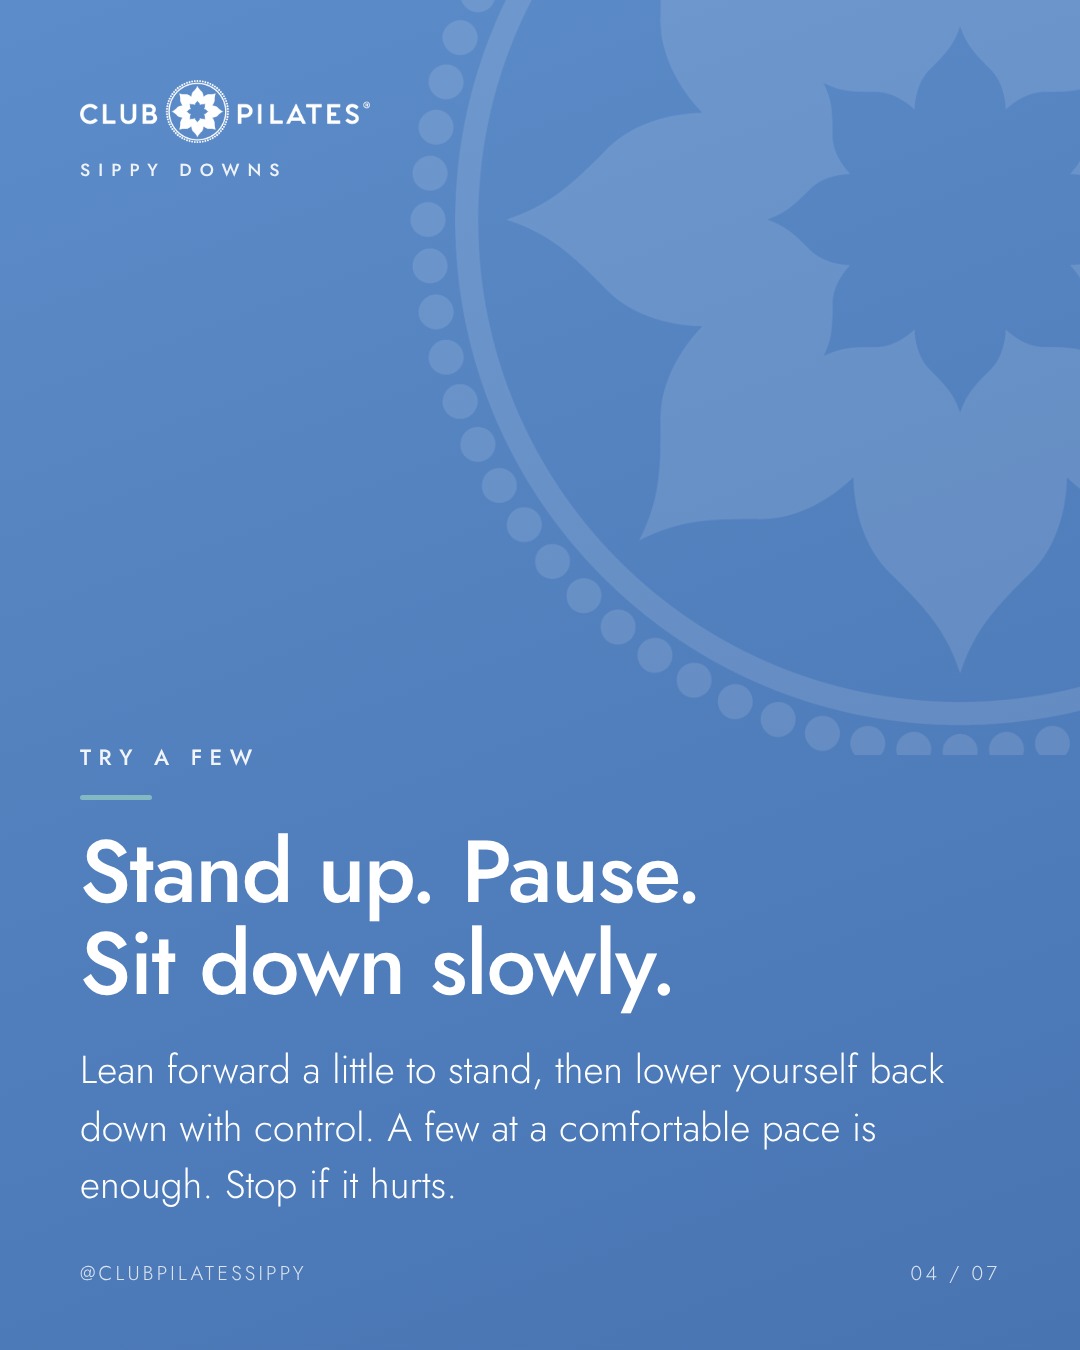 CLUB PILATES®
SIPPY DOWNS
TRY A FEW
Stand up. Pause.
Sit down slowly.
Lean forward a little to stand, then lower yourself back
down with control. A few at a comfortable pace is
enough. Stop if it hurts.
@CLUBPILATESSIPPY
04 / 07